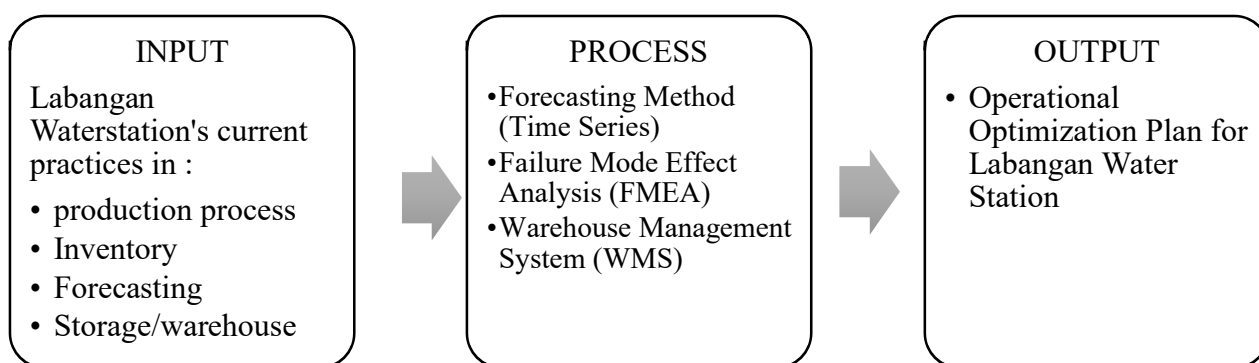 INPUT
Labangan
Waterstation's current
practices in :
• production process
• Inventory
• Forecasting
• Storage/warehouse
PROCESS
•Forecasting Method
(Time Series)
•Failure Mode Effect
Analysis (FMEA)
•Warehouse Management
System (WMS)
OUTPUT
• Operational
Optimization Plan for
Labangan Water
Station